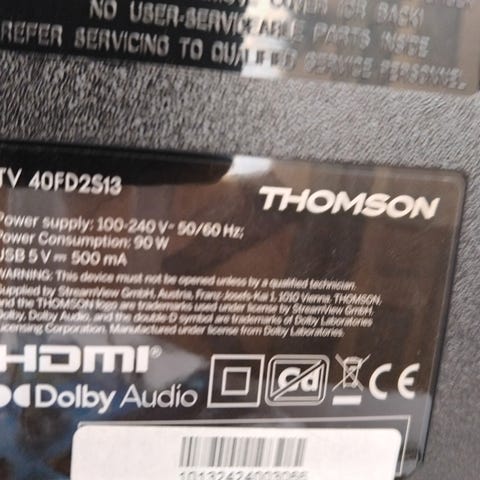 NO USER-SERVICEABLE PARTS INSIDE
REFER SERVICING TO QUALIFIED SERVICE PERSONNEL
TV 40FD2S13
THOMSON
Power supply: 100-240 V~ 50/60 Hz;
Power Consumption: 90 W
USB 5 V⎓ 500 mA
WARNING: This device must not be opened unless by a qualified technician.
Supplied by StreamView GmbH, Austria, Franz-Josefs-Kai 1, 1010 Vienna. THOMSON,
and the THOMSON logo are trademarks used under license by StreamView GmbH.
Dolby, Dolby Audio, and the double-D symbol are trademarks of Dolby Laboratories
Licensing Corporation. Manufactured under license from Dolby Laboratories.
HDMI®
Dolby Audio
Cd
CE